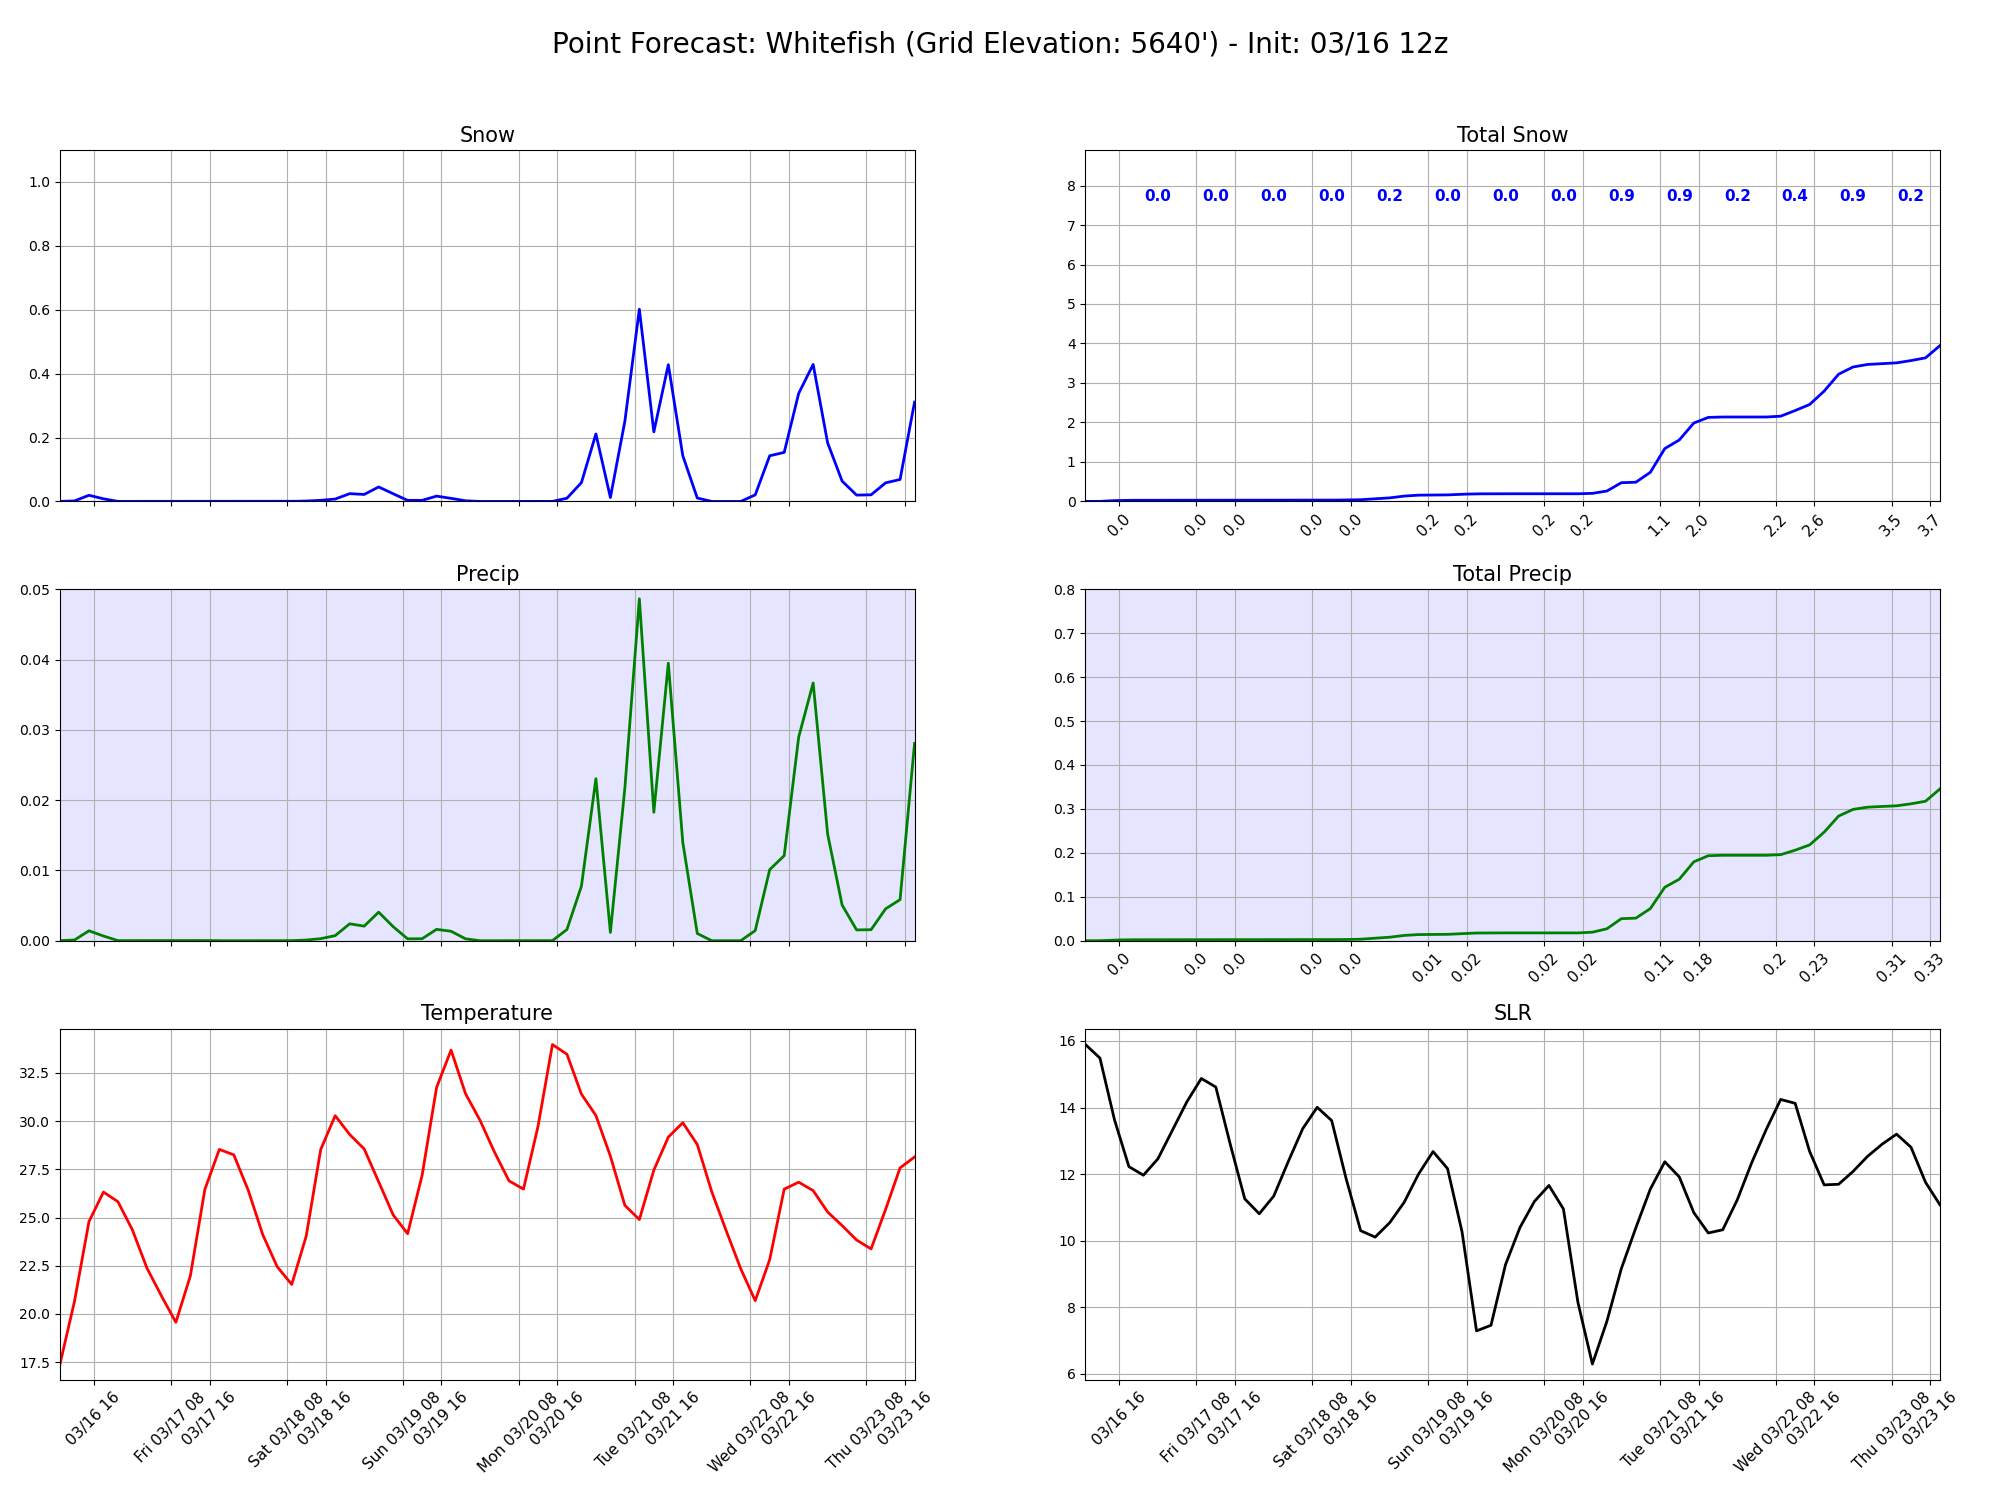 Point Forecast: Whitefish (Grid Elevation: 5640') - Init: 03/16 12z
Snow
1.0
0.8
0.6
0.4
0.2
0.0
Total Snow
8
7
6
5
4
3
2
1
0
0.0 0.0 0.0 0.0 0.2 0.0 0.0 0.0 0.9 0.9 0.2 0.4 0.9 0.2
0.0 0.0 0.0 0.0 0.0 0.2 0.2 0.2 0.2 1.1 2.0 2.2 2.6 3.5 3.7
Precip
0.05
0.04
0.03
0.02
0.01
0.00
Total Precip
0.8
0.7
0.6
0.5
0.4
0.3
0.2
0.1
0.0
0.0 0.0 0.0 0.0 0.0 0.01 0.02 0.02 0.02 0.11 0.18 0.2 0.23 0.31 0.33
Temperature
32.5
30.0
27.5
25.0
22.5
20.0
17.5
03/16 16
Fri 03/17 08
03/17 16
Sat 03/18 08
03/18 16
Sun 03/19 08
03/19 16
Mon 03/20 08
03/20 16
Tue 03/21 08
03/21 16
Wed 03/22 08
03/22 16
Thu 03/23 08
03/23 16
SLR
16
14
12
10
8
6
03/16 16
Fri 03/17 08
03/17 16
Sat 03/18 08
03/18 16
Sun 03/19 08
03/19 16
Mon 03/20 08
03/20 16
Tue 03/21 08
03/21 16
Wed 03/22 08
03/22 16
Thu 03/23 08
03/23 16